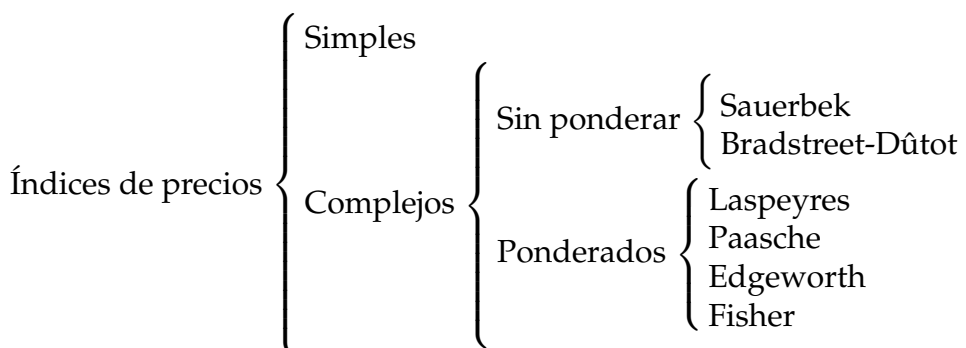 Índices de precios
Simples
Complejos
Sin ponderar
Sauerbek
Bradstreet-Dûtot
Ponderados
Laspeyres
Paasche
Edgeworth
Fisher